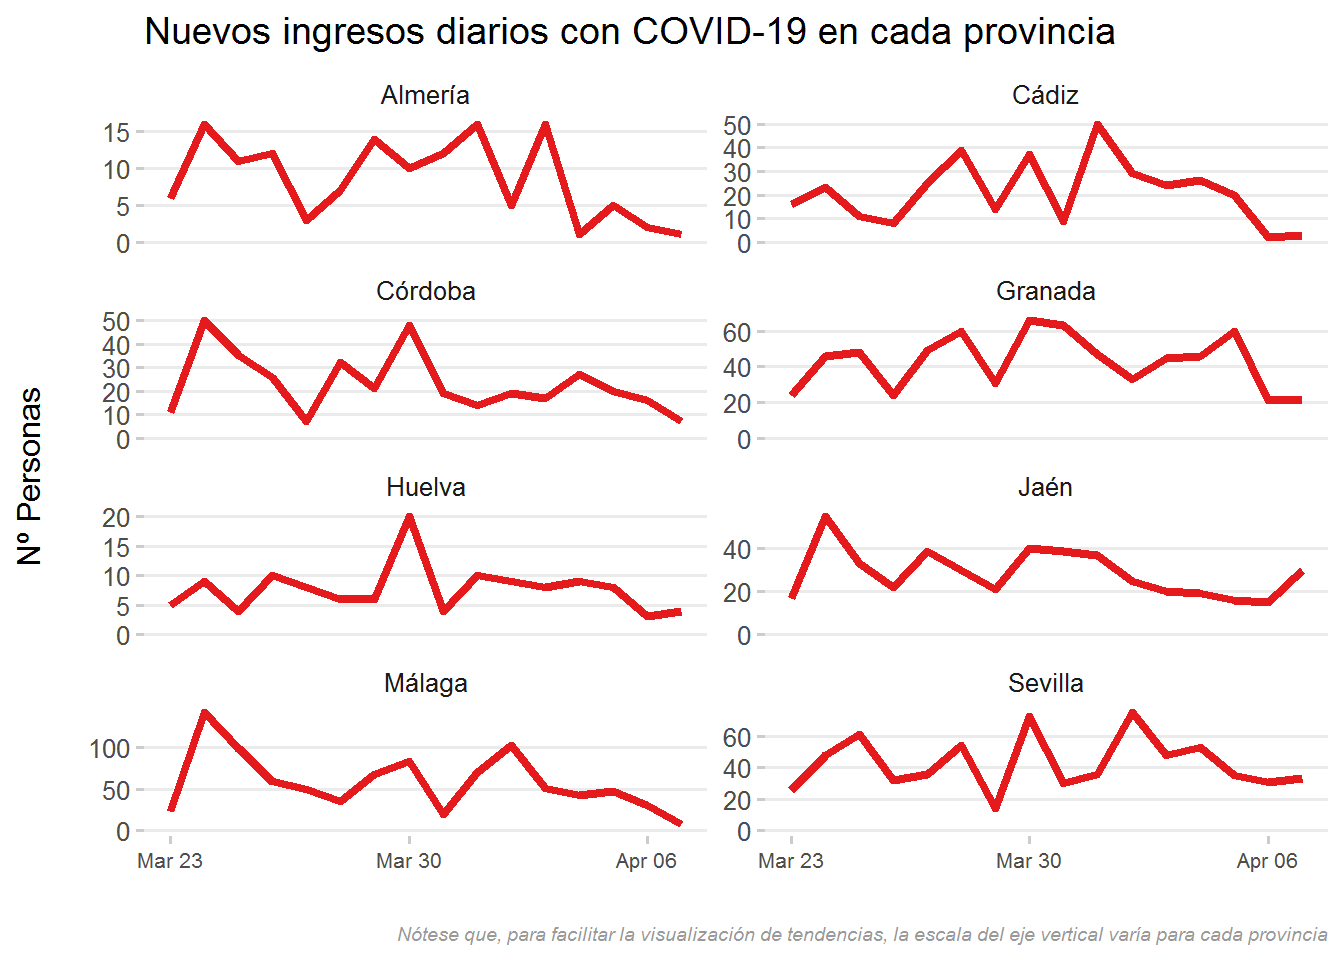 Nuevos ingresos diarios con COVID-19 en cada provincia
Nº Personas
Almería
15
10
5
0
Cádiz
50
40
30
20
10
0
Córdoba
50
40
30
20
10
0
Granada
60
40
20
0
Huelva
20
15
10
5
0
Jaén
40
20
0
Málaga
100
50
0
Mar 23 Mar 30 Apr 06
Sevilla
60
40
20
0
Mar 23 Mar 30 Apr 06
Nótese que, para facilitar la visualización de tendencias, la escala del eje vertical varía para cada provincia